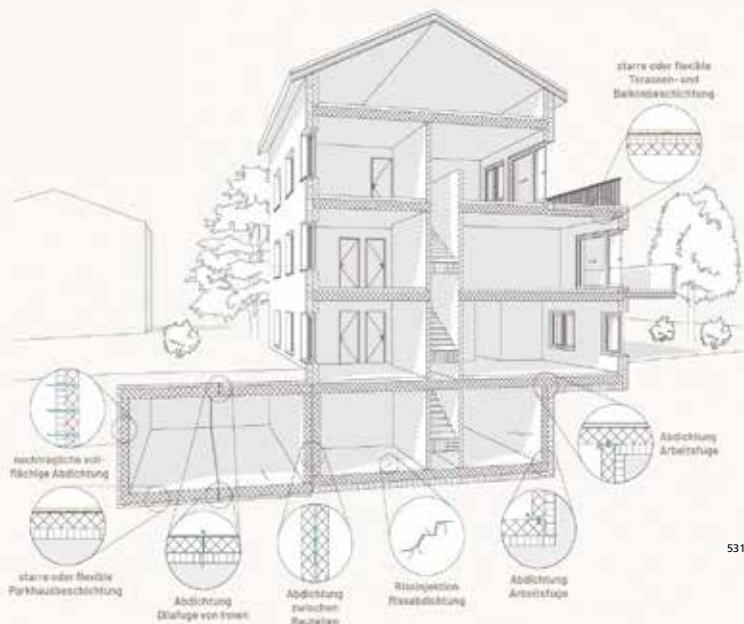 starre oder flexible
Terassen- und
Balkonbeschichtung
nachträgliche voll-
flächige Abdichtung
Abdichtung
Arbeitsfuge
starre oder flexible
Parkhausbeschichtung
Abdichtung
Dilafuge von Innen
Abdichtung
zwischen
Bauteilen
Rissinjektion
Rissabdichtung
Abdichtung
Arbeitsfuge
531